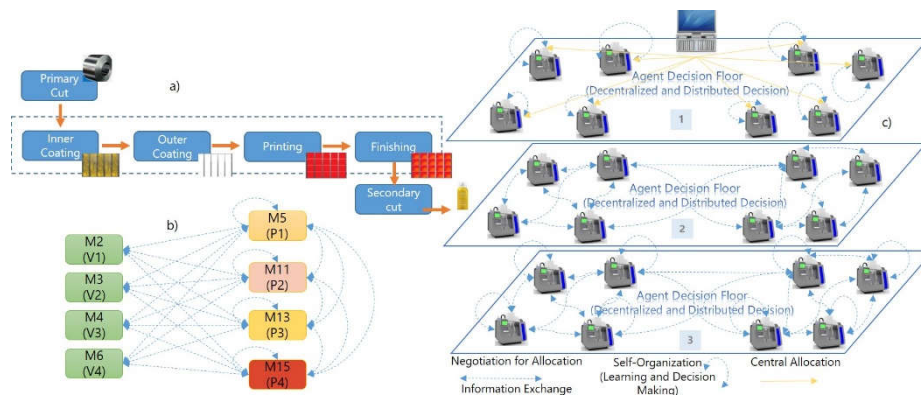 a)
Primary
Cut
Inner
Coating
Outer
Coating
Printing
Finishing
Secondary
cut
b)
M2
(V1)
M3
(V2)
M4
(V3)
M6
(V4)
M5
(P1)
M11
(P2)
M13
(P3)
M15
(P4)
c)
Agent Decision Floor
(Decentralized and Distributed Decision)
1
Agent Decision Floor
(Decentralized and Distributed Decision)
2
Agent Decision Floor
(Decentralized and Distributed Decision)
3
Negotiation for Allocation
Information Exchange
Self-Organization
(Learning and Decision
Making)
Central Allocation